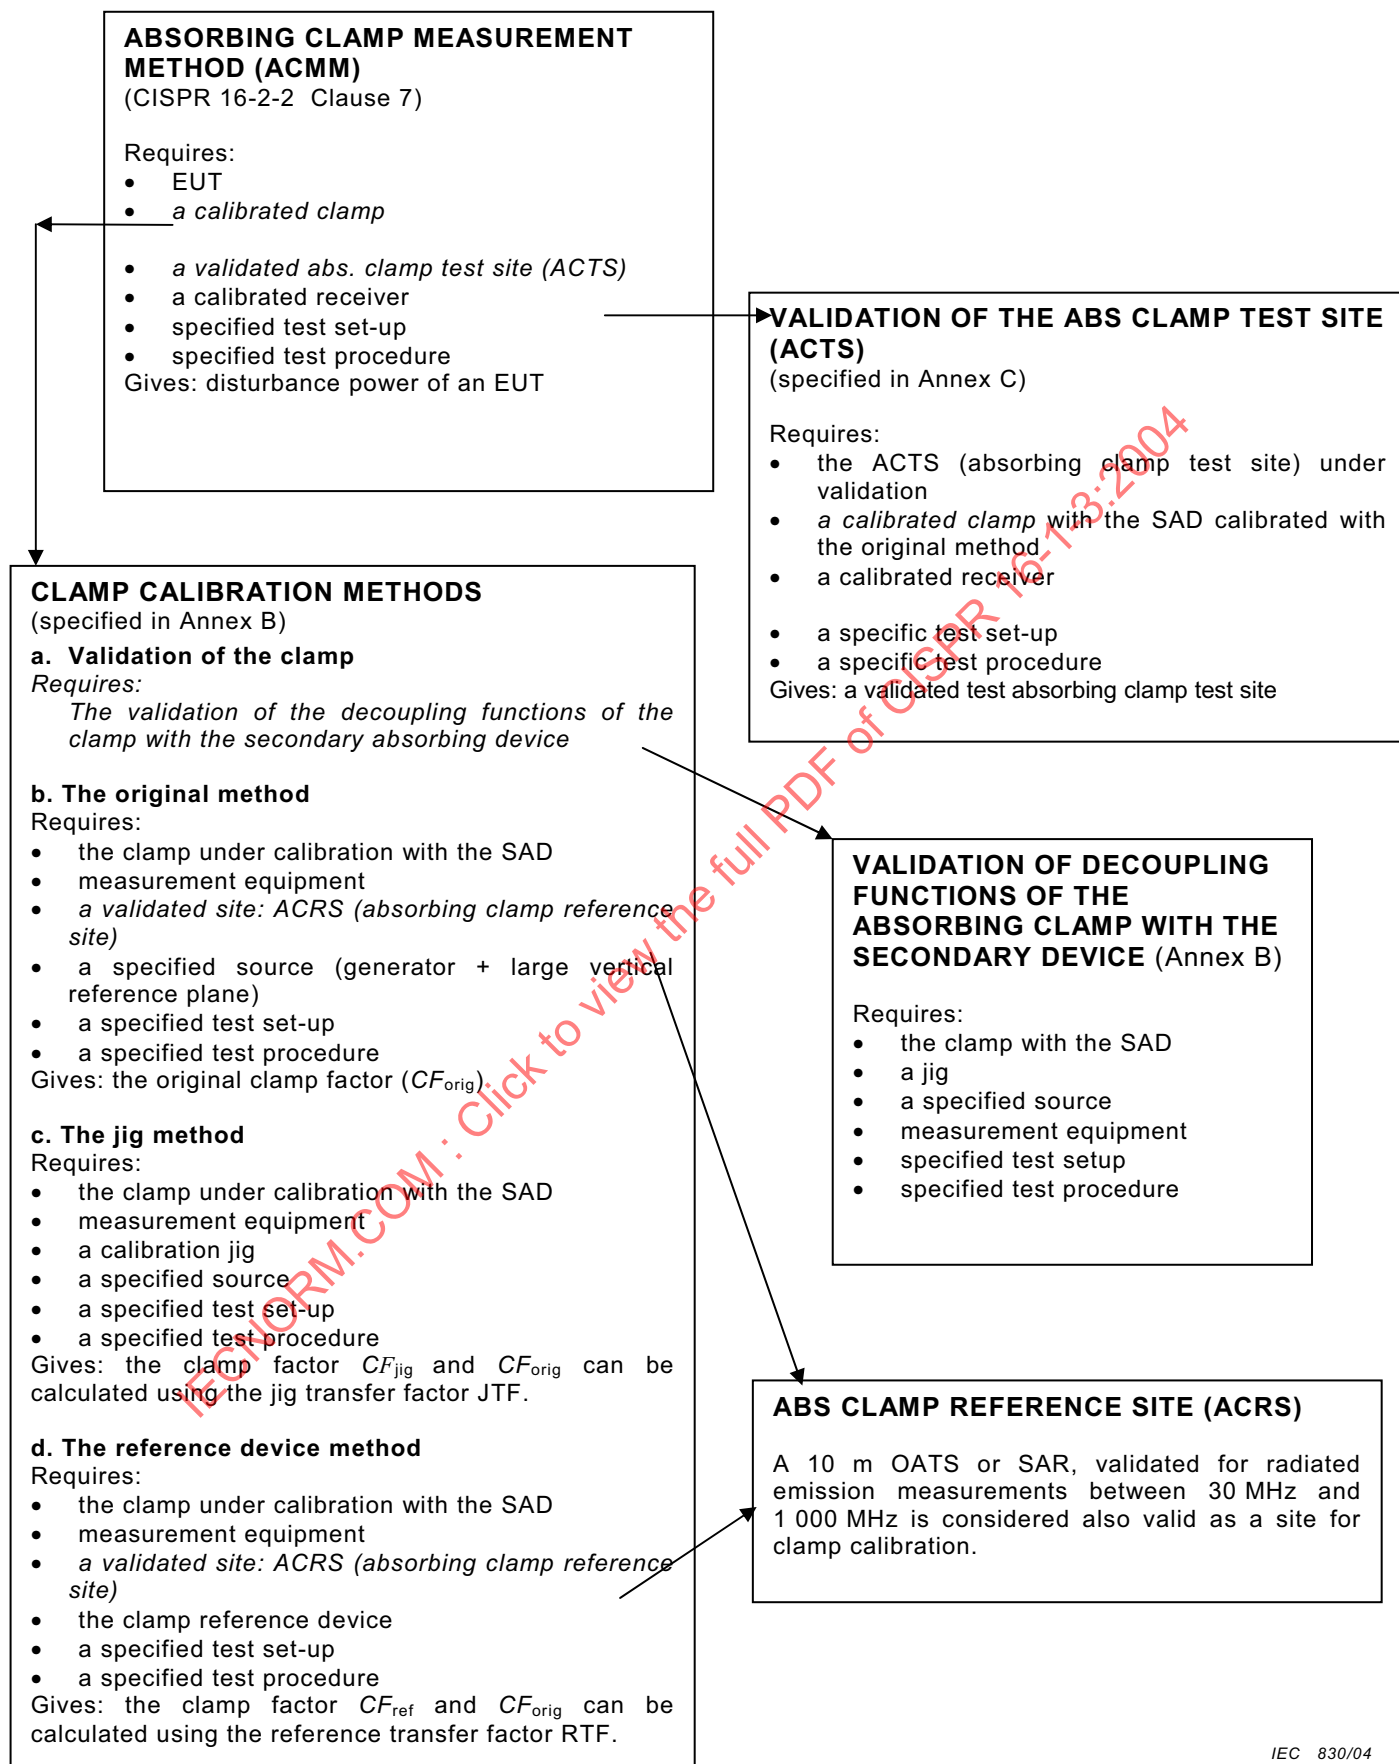 ABSORBING CLAMP MEASUREMENT
METHOD (ACMM)
(CISPR 16-2-2 Clause 7)
Requires:
• EUT
• a calibrated clamp
• a validated abs. clamp test site (ACTS)
• a calibrated receiver
• specified test set-up
• specified test procedure
Gives: disturbance power of an EUT
VALIDATION OF THE ABS CLAMP TEST SITE
(ACTS)
(specified in Annex C)
Requires:
• the ACTS (absorbing clamp test site) under
validation
• a calibrated clamp with the SAD calibrated with
the original method
• a calibrated receiver
• a specific test set-up
• a specific test procedure
Gives: a validated test absorbing clamp test site
CLAMP CALIBRATION METHODS
(specified in Annex B)
a. Validation of the clamp
Requires:
The validation of the decoupling functions of the
clamp with the secondary absorbing device
b. The original method
Requires:
• the clamp under calibration with the SAD
• measurement equipment
• a validated site: ACRS (absorbing clamp reference
site)
• a specified source (generator + large vertical
reference plane)
• a specified test set-up
• a specified test procedure
Gives: the original clamp factor (CForig)
c. The jig method
Requires:
• the clamp under calibration with the SAD
• measurement equipment
• a calibration jig
• a specified source
• a specified test set-up
• a specified test procedure
Gives: the clamp factor CFjig and CForig can be
calculated using the jig transfer factor JTF.
d. The reference device method
Requires:
• the clamp under calibration with the SAD
• measurement equipment
• a validated site: ACRS (absorbing clamp reference
site)
• the clamp reference device
• a specified test set-up
• a specified test procedure
Gives: the clamp factor CFref and CForig can be
calculated using the reference transfer factor RTF.
VALIDATION OF DECOUPLING
FUNCTIONS OF THE
ABSORBING CLAMP WITH THE
SECONDARY DEVICE (Annex B)
Requires:
• the clamp with the SAD
• a jig
• a specified source
• measurement equipment
• specified test setup
• specified test procedure
ABS CLAMP REFERENCE SITE (ACRS)
A 10 m OATS or SAR, validated for radiated
emission measurements between 30 MHz and
1 000 MHz is considered also valid as a site for
clamp calibration.
IEC 830/04
IECNORM.COM : Click to view the full PDF of CISPR 16-1-3:2004